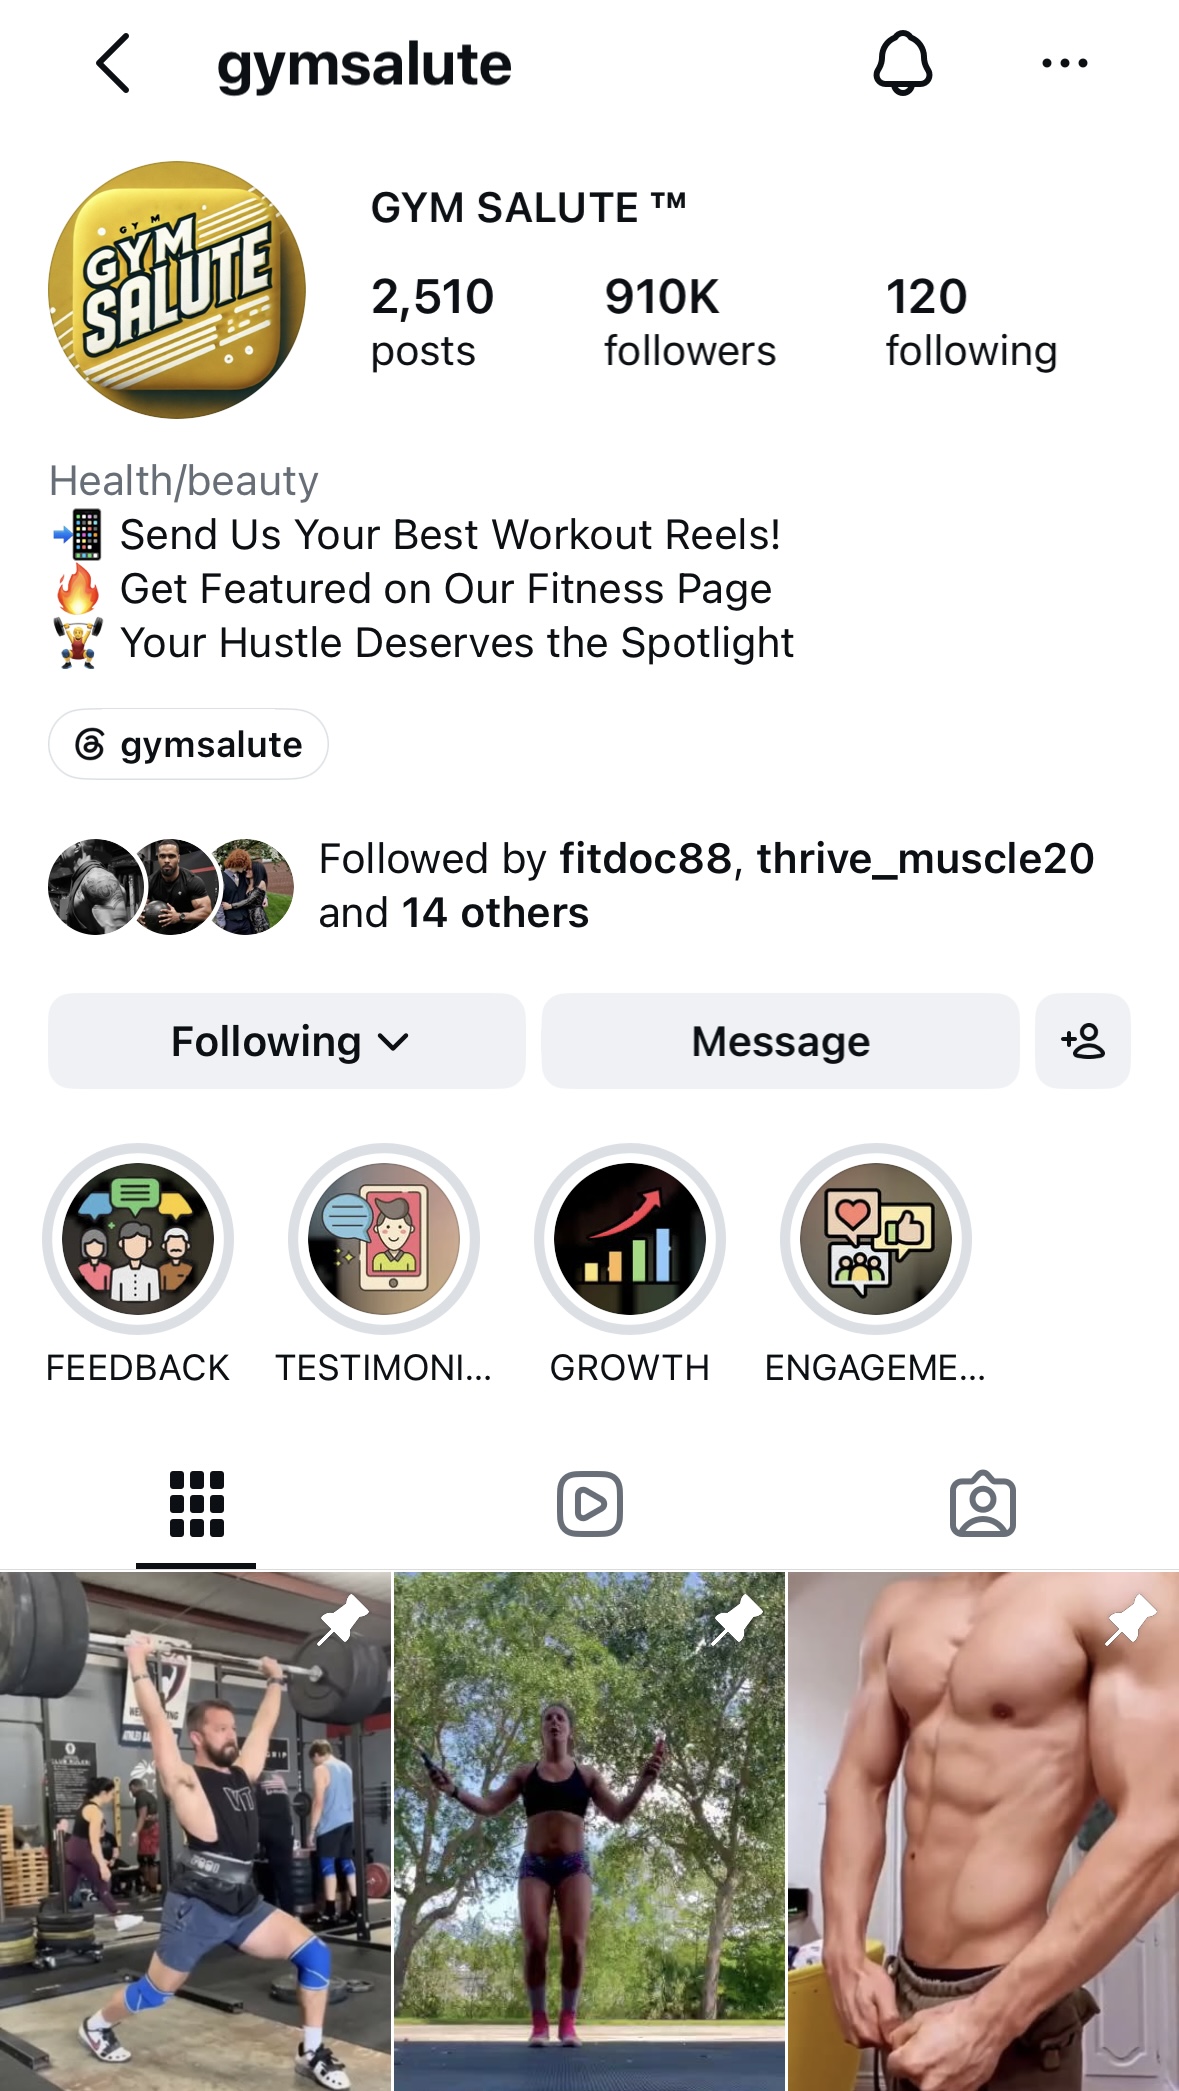 gymsalute
GYM
GYM
SALUTE
GYM SALUTE ™
2,510
posts
910K
followers
120
following
Health/beauty
📲 Send Us Your Best Workout Reels!
🔥 Get Featured on Our Fitness Page
🏋️ Your Hustle Deserves the Spotlight
gymsalute
Followed by fitdoc88, thrive_muscle20
and 14 others
Following
Message
FEEDBACK
TESTIMONI...
GROWTH
ENGAGEME...